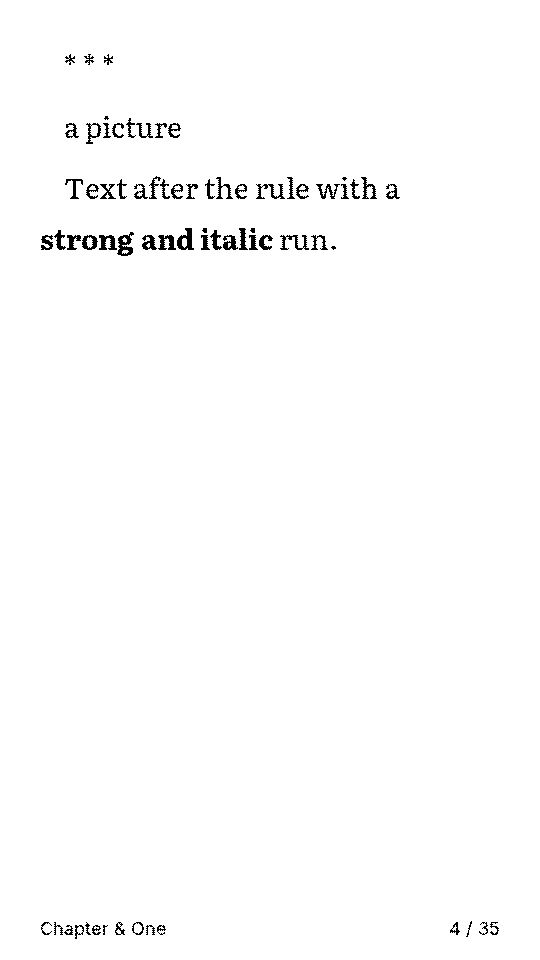 * * *
a picture
Text after the rule with a
strong and italic run.
Chapter & One
4 / 35